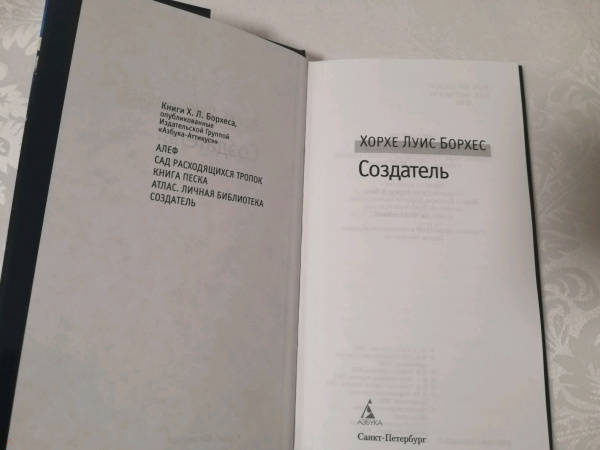 Книги Х. Л. Борхеса,
опубликованные
Издательской Группой
«Азбука-Аттикус»
АЛЕФ
САД РАСХОДЯЩИХСЯ ТРОПОК
КНИГА ПЕСКА
АТЛАС. ЛИЧНАЯ БИБЛИОТЕКА
СОЗДАТЕЛЬ
ХОРХЕ ЛУИС БОРХЕС
Создатель
АЗБУКА
Санкт-Петербург